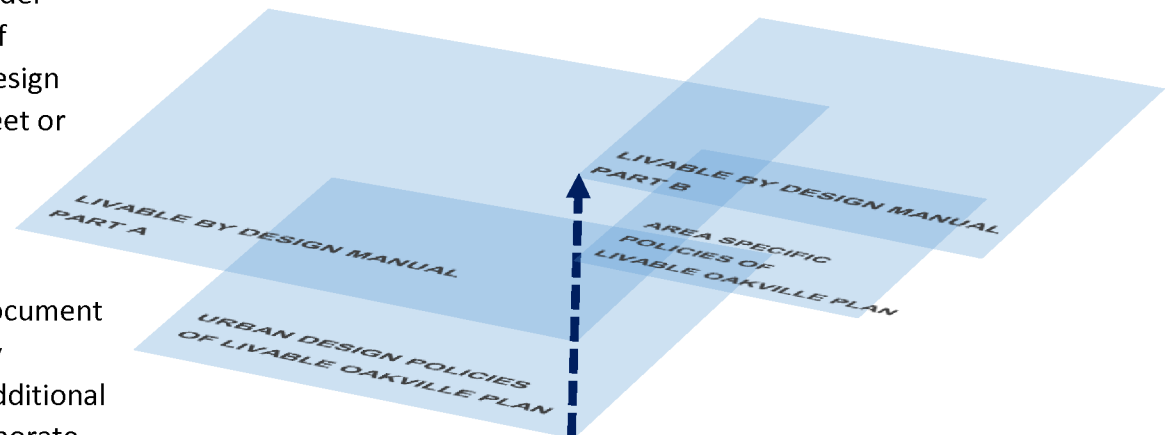 esign
eet or
ocument
dditional
LIVABLE BY DESIGN MANUAL
PART A
URBAN DESIGN POLICIES
OF LIVABLE OAKVILLE PLAN
LIVABLE BY DESIGN MANUAL
PART B
AREA SPECIFIC
POLICIES OF
LIVABLE OAKVILLE PLAN